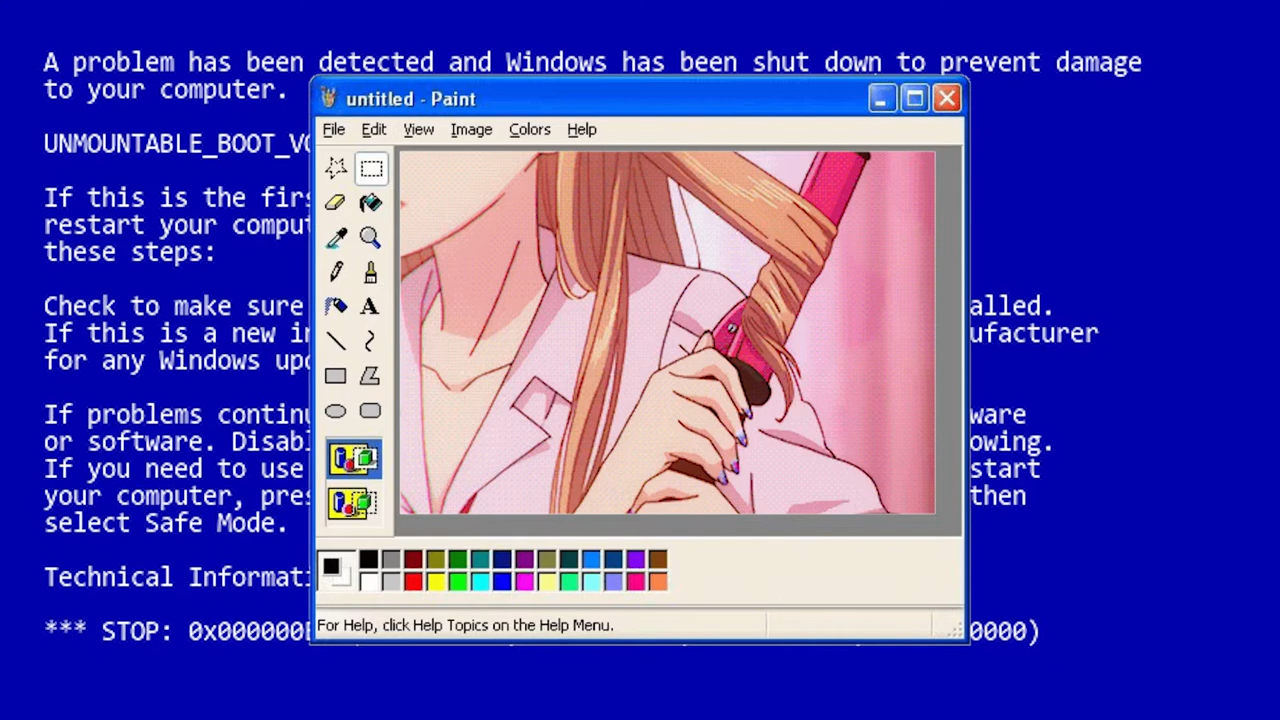 A problem has been detected and Windows has been shut down to prevent damage
to your computer.
untitled - Paint
File Edit View Image Colors Help
UNMOUNTABLE_BOOT_VO
If this is the firs
restart your comput
these steps:
Check to make sure alled.
If this is a new in ufacturer
for any Windows upd
If problems continu ware
or software. Disabl owing.
If you need to use start
your computer, pres then
select Safe Mode.
A
Technical Informati
For Help, click Help Topics on the Help Menu.
*** STOP: 0x000000 0000)